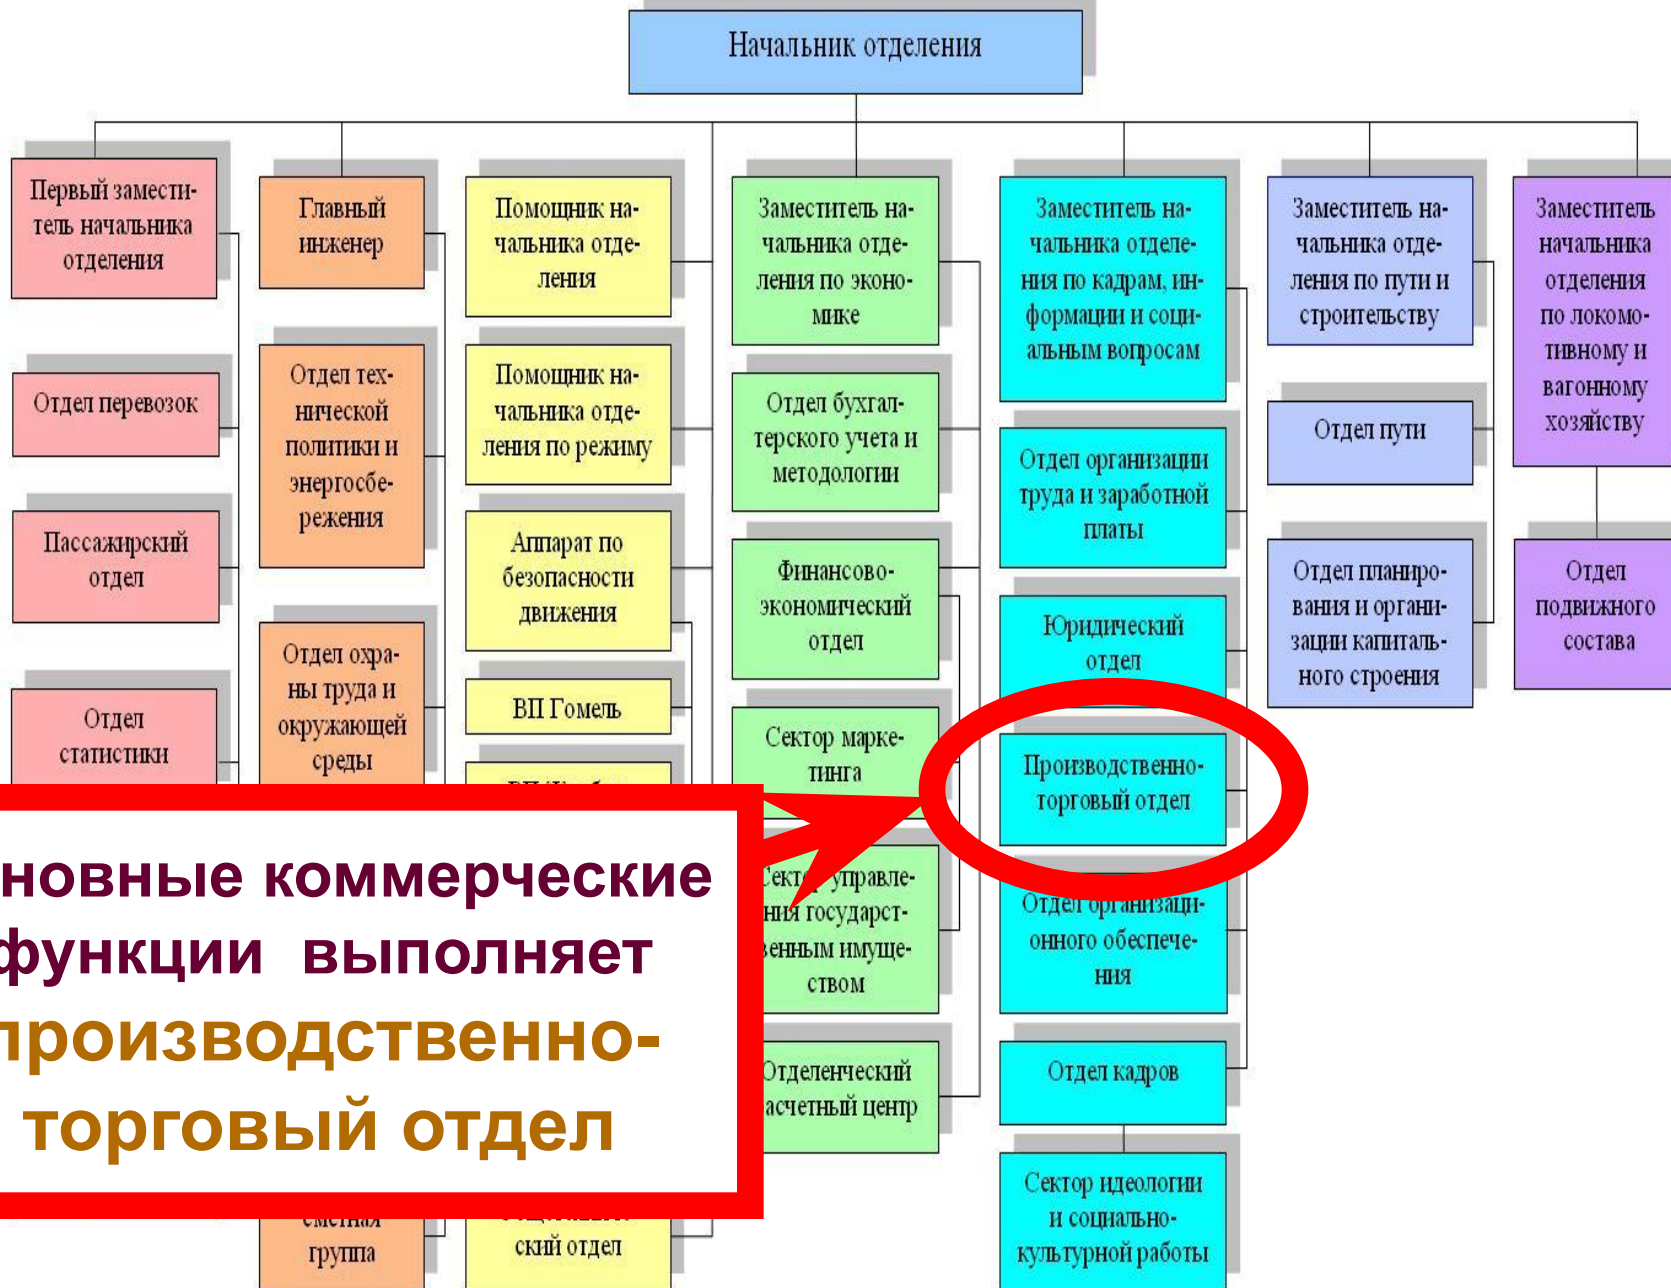 Начальник отделения
Первый замести-
тель начальника
отделения
Отдел перевозок
Пассажирский
отдел
Отдел
статистики
Главный
инженер
Отдел тех-
нической
политики и
энергосбе-
режения
Отдел охра-
ны труда и
окружающей
среды
сметная
группа
Помощник на-
чальника отде-
ления
Помощник на-
чальника отде-
ления по режиму
Аппарат по
безопасности
движения
ВП Гомель
ский отдел
Заместитель на-
чальника отде-
ления по эконо-
мике
Отдел бухгал-
терского учета и
методологии
Финансово-
экономический
отдел
Сектор марке-
тинга
Сектор управле-
ния государст-
венным имуще-
ством
Отделенческий
асчетный центр
Заместитель на-
чальника отделе-
ния по кадрам, ин-
формации и соци-
альным вопросам
Отдел организации
труда и заработной
платы
Юридический
отдел
Производственно-
торговый отдел
Отдел организаци-
онного обеспече-
ния
Отдел кадров
Сектор идеологии
и социально-
культурной работы
Заместитель на-
чальника отде-
ления по пути и
строительству
Отдел пути
Отдел планиро-
вания и органи-
зации капиталь-
ного строения
Заместитель
начальника
отделения
по локомо-
тивному и
вагонному
хозяйству
Отдел
подвижного
состава
новные коммерческие
функции выполняет
производственно-
торговый отдел